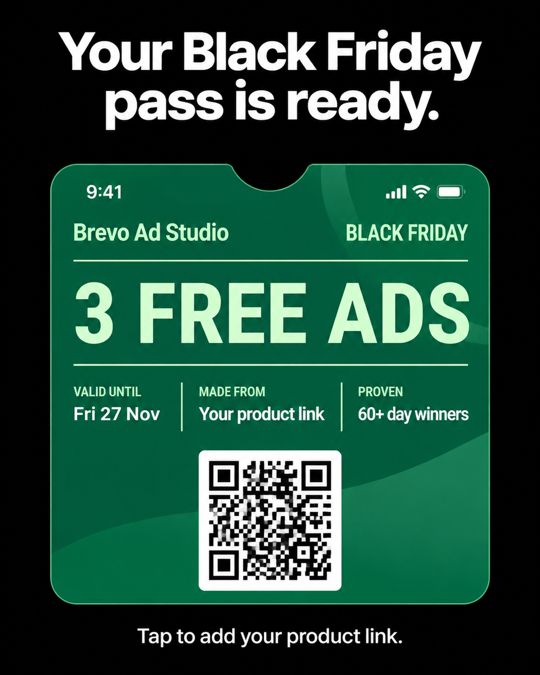 Your Black Friday
pass is ready.
9:41
Brevo Ad Studio
BLACK FRIDAY
3 FREE ADS
VALID UNTIL
Fri 27 Nov
MADE FROM
Your product link
PROVEN
60+ day winners
Tap to add your product link.